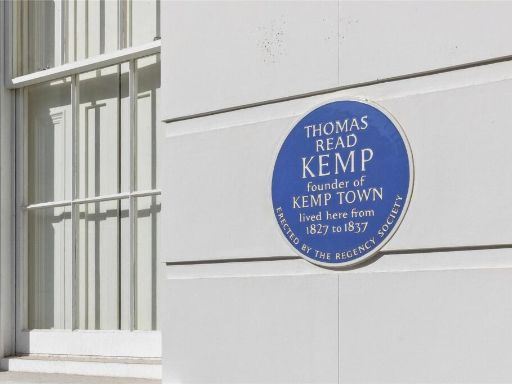 THOMAS
READ
KEMP
founder of
KEMP TOWN
lived here from
1827 to 1837
ERECTED BY THE REGENCY SOCIETY